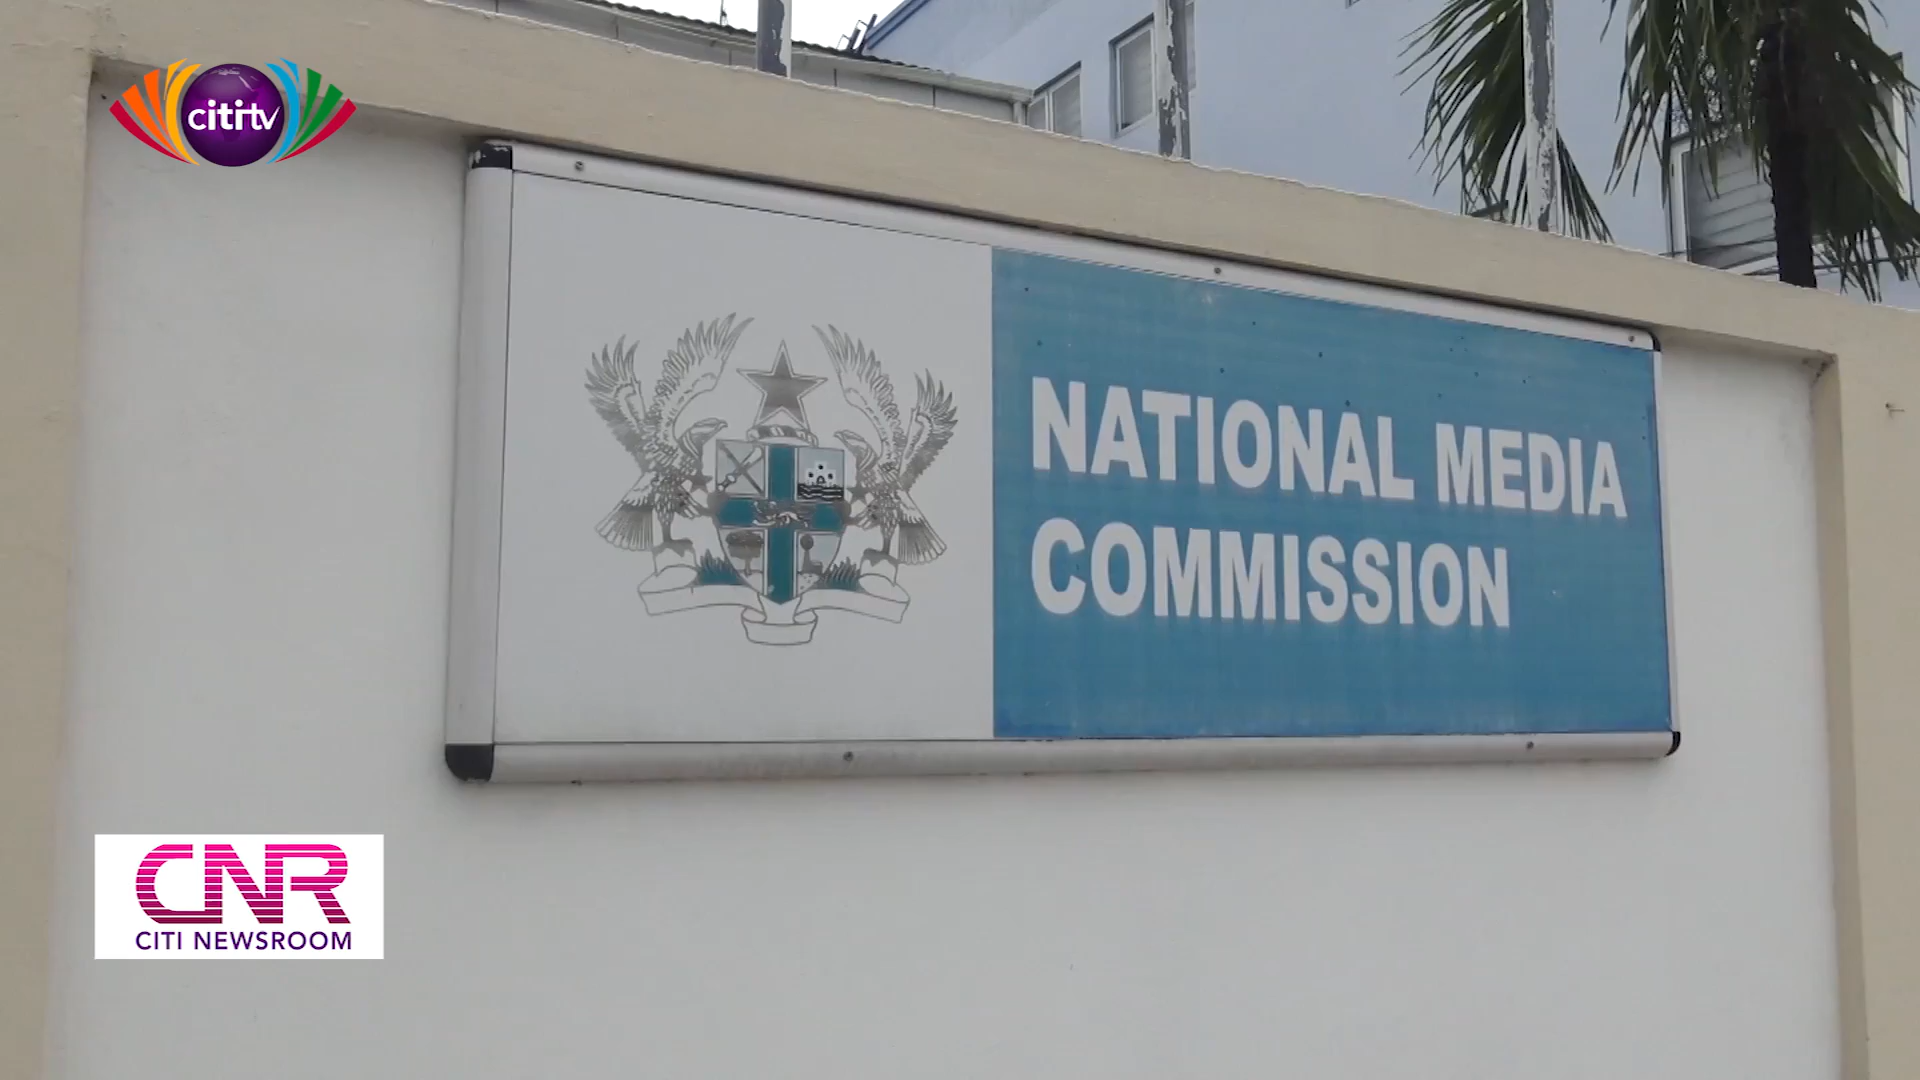 citi tv
NATIONAL MEDIA
COMMISSION
CNR
CITI NEWSROOM